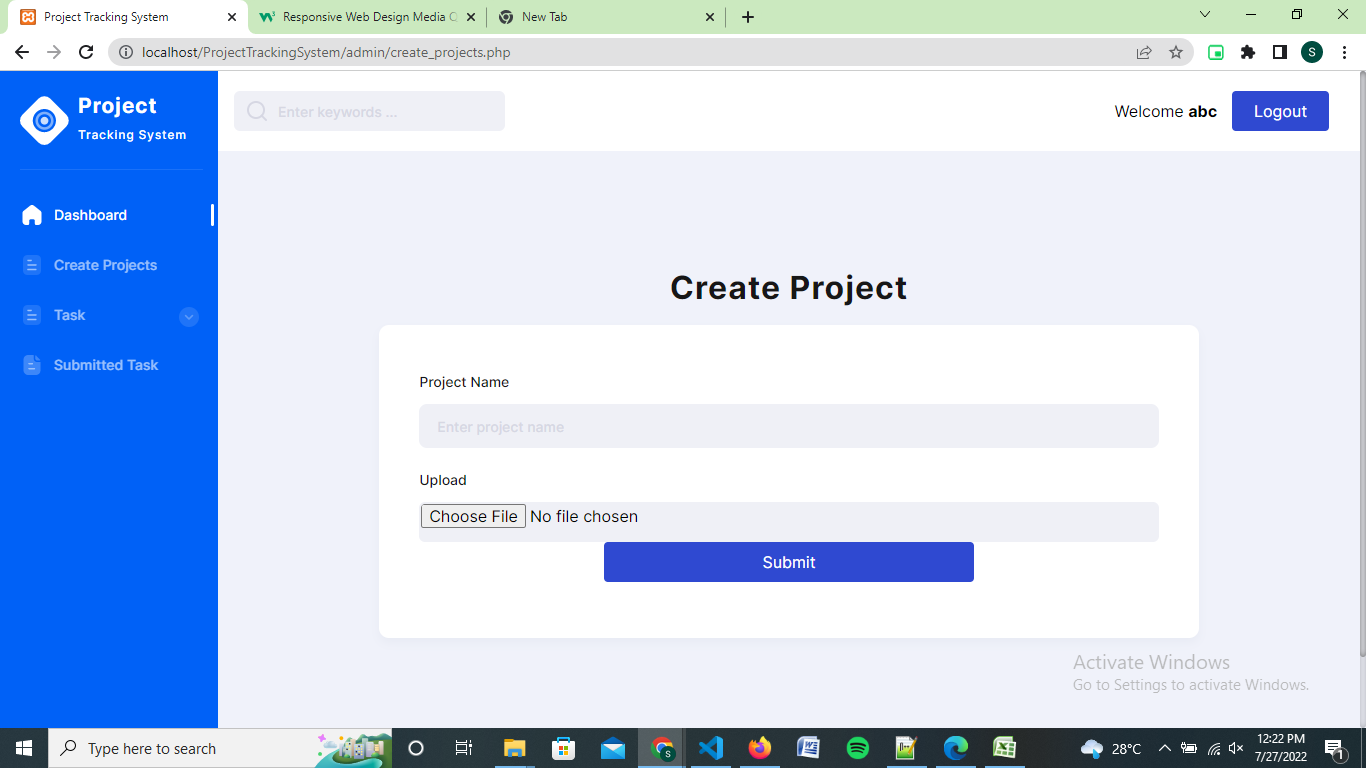 Project Tracking System
Responsive Web Design Media Q
New Tab
localhost/ProjectTrackingSystem/admin/create_projects.php
S
Project
Tracking System
Enter keywords ...
Welcome abc
Logout
Dashboard
Create Projects
Task
Submitted Task
Create Project
Project Name
Enter project name
Upload
Choose File No file chosen
Submit
Activate Windows
Go to Settings to activate Windows.
Type here to search
28°C
12:22 PM
7/27/2022
1